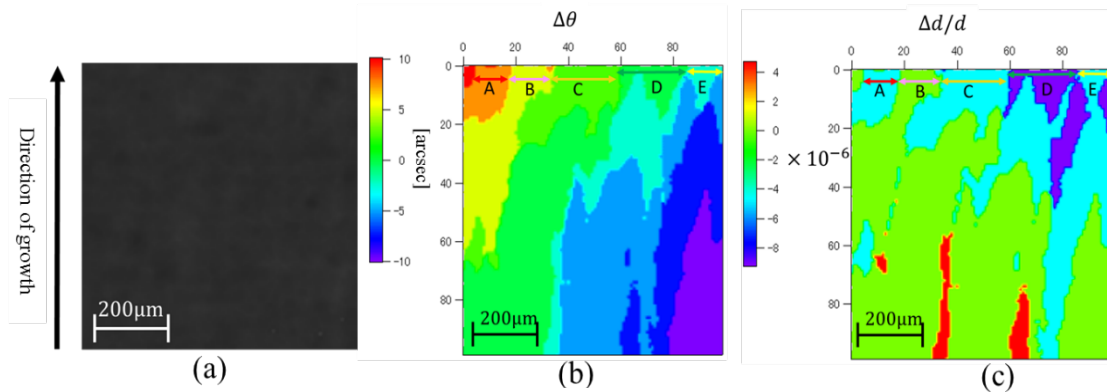 Direction of growth
200μm
(a)
Δθ
0 20 40 60 80
10
5
0
-5
-10
[arcsec]
0
20
40
60
80
A B C D E
200μm
(b)
Δd/d
0 20 40 60 80
4
2
0
-2
-4
-6
-8
× 10⁻⁶
0
20
40
60
80
A B C D E
200μm
(c)